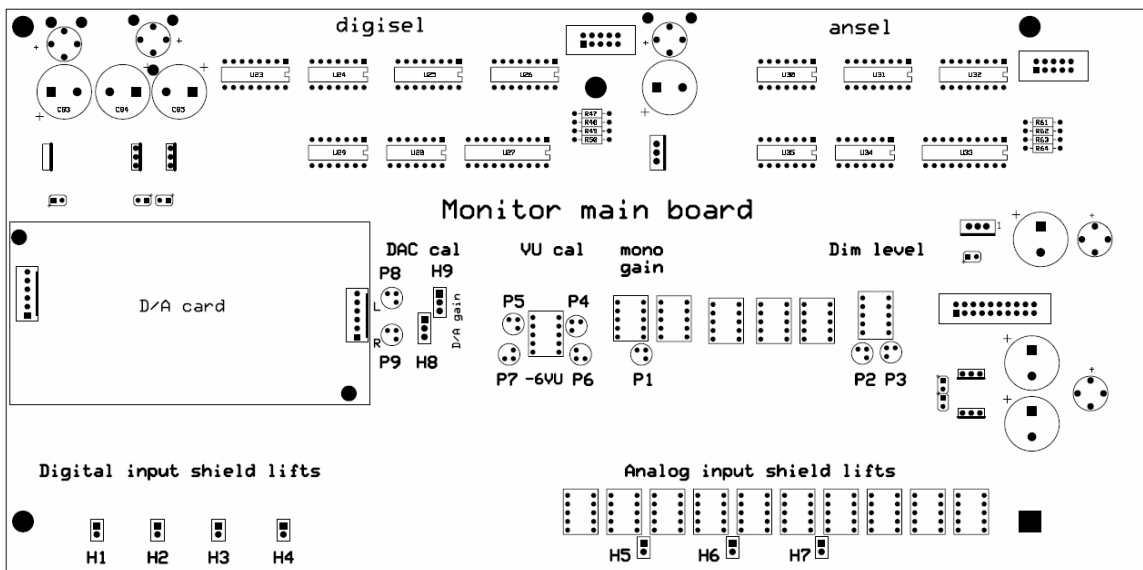 digisel
ansel
U23
U24
U25
U26
U30
U31
U32
C83
C84
C85
R47
R48
R49
R50
R61
R62
R63
R64
U29
U28
U27
U35
U34
U33
Monitor main board
1
DAC cal
VU cal
mono
gain
Dim level
P8
H9
D/A card
L
D/A gain
P5
P4
R
P9
H8
P7
-6VU
P6
P1
P2
P3
Digital input shield lifts
Analog input shield lifts
H1
H2
H3
H4
H5
H6
H7